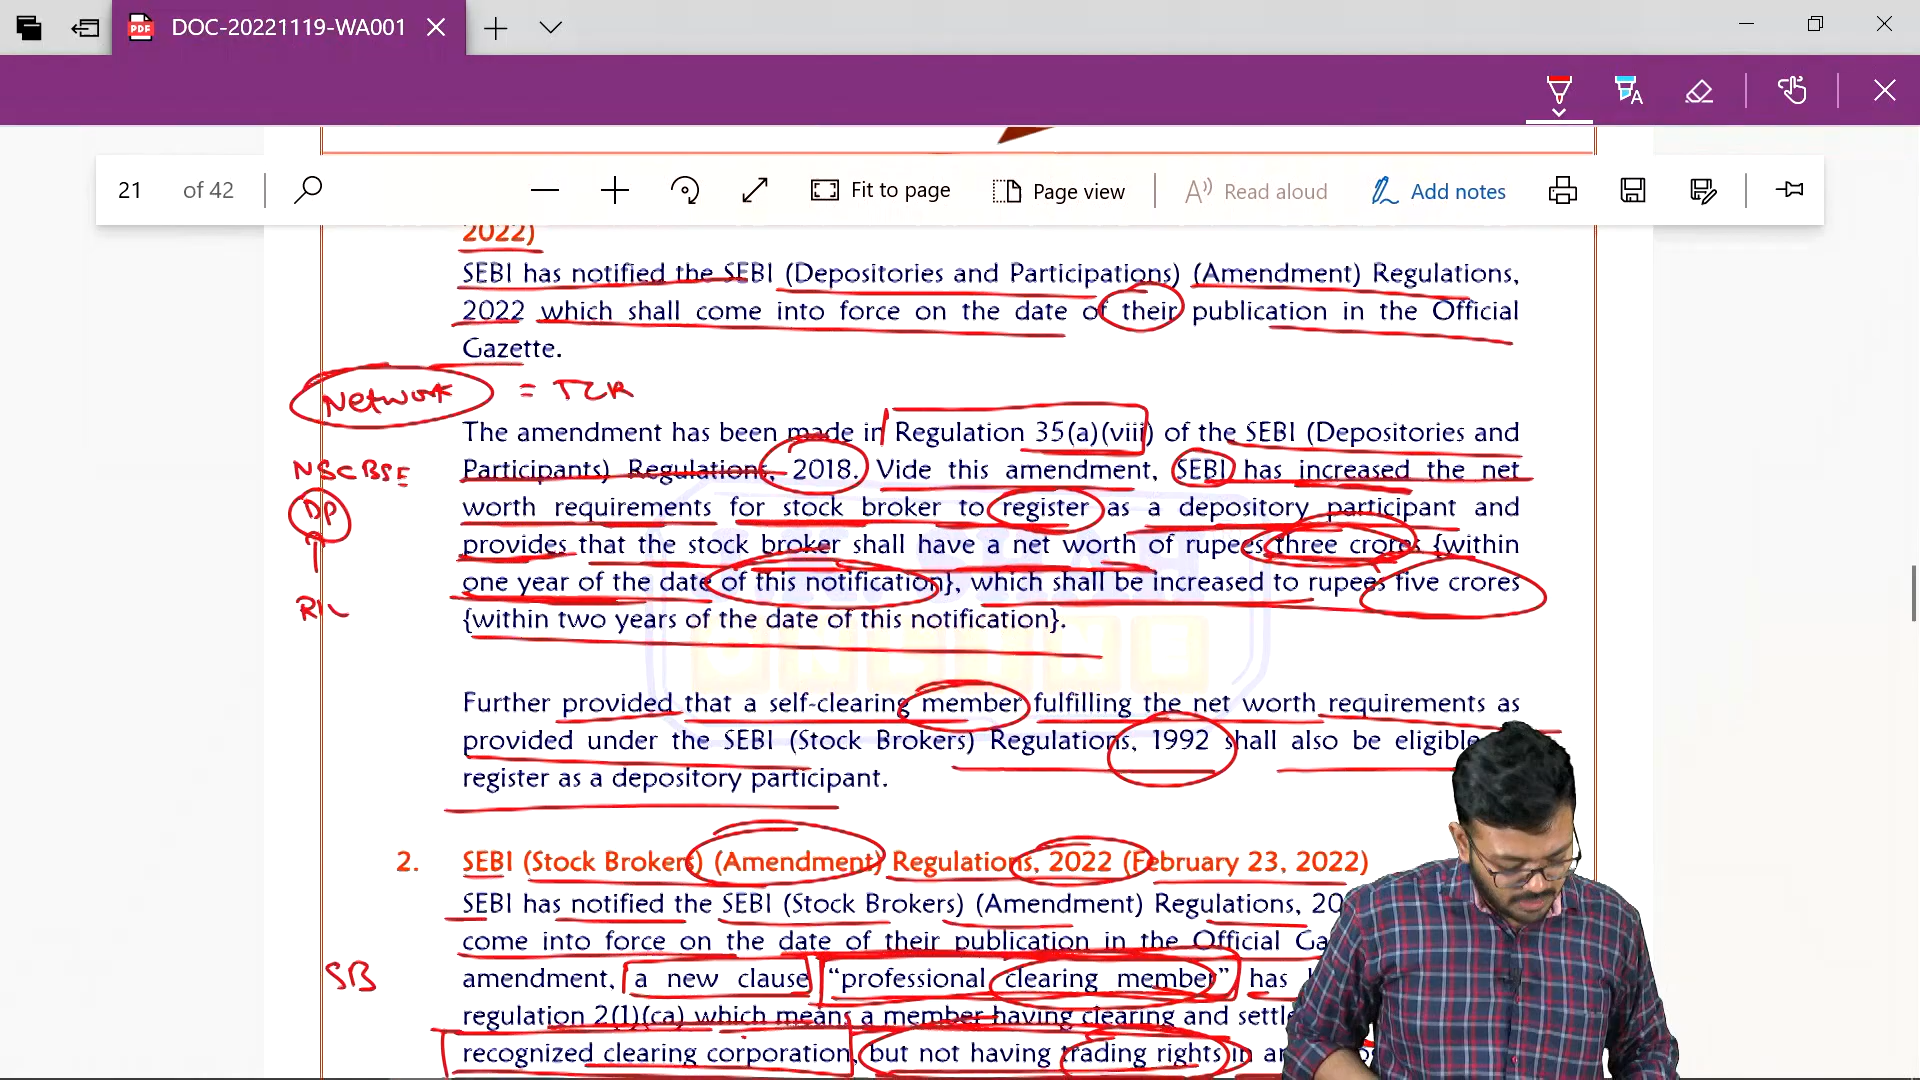 DOC-20221119-WA001
21 of 42
Fit to page
Page view
Read aloud
Add notes
2022)
SEBI has notified the SEBI (Depositories and Participations) (Amendment) Regulations,
2022 which shall come into force on the date of their publication in the Official
Gazette.
Network =
The amendment has been made in Regulation 35(a)(viii) of the SEBI (Depositories and
NSE BSE
Participants) Regulations, 2018. Vide this amendment, SEBI has increased the net
DP
worth requirements for stock broker to register as a depository participant and
provides that the stock broker shall have a net worth of rupees three crores {within
one year of the date of this notification}, which shall be increased to rupees five crores
{within two years of the date of this notification}.
Further provided that a self-clearing member fulfilling the net worth requirements as
provided under the SEBI (Stock Brokers) Regulations, 1992 shall also be eligible
register as a depository participant.
2. SEBI (Stock Brokers) (Amendment) Regulations, 2022 (February 23, 2022)
SEBI has notified the SEBI (Stock Brokers) (Amendment) Regulations, 20
come into force on the date of their publication in the Official Ga
SB
amendment, a new clause "professional clearing member" has
regulation 2(1)(ca) which means a member having clearing and settle
recognized clearing corporation, but not having trading rights in